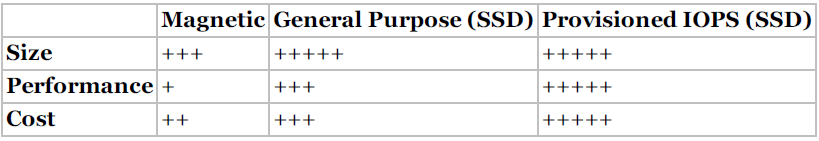 Magnetic General Purpose (SSD) Provisioned IOPS (SSD)
Size +++ +++++ +++++
Performance + +++ +++++
Cost ++ +++ +++++